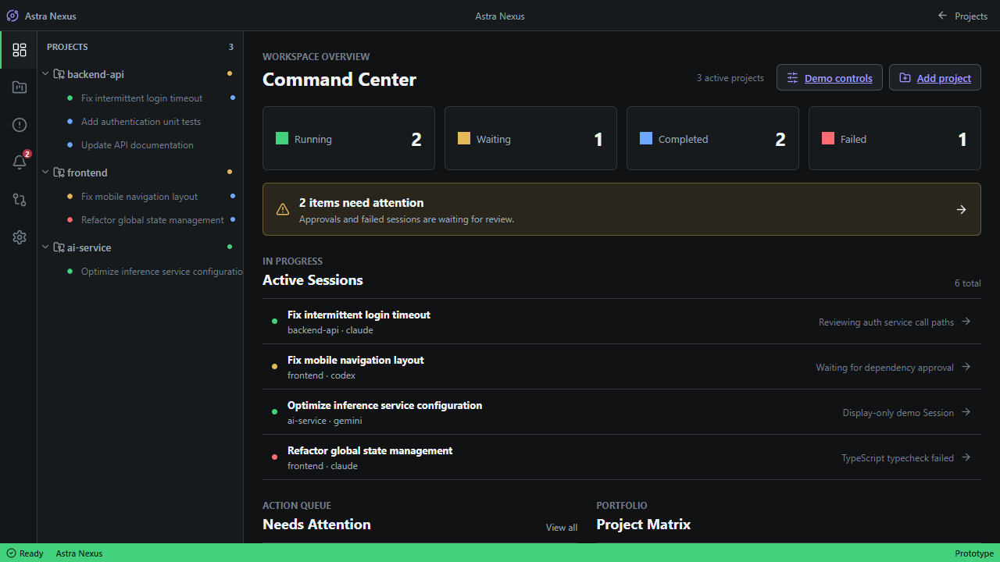 Astra Nexus
Astra Nexus
Projects
PROJECTS 3
backend-api
Fix intermittent login timeout
Add authentication unit tests
Update API documentation
2
frontend
Fix mobile navigation layout
Refactor global state management
ai-service
Optimize inference service configuratio
WORKSPACE OVERVIEW
Command Center
3 active projects
Demo controls
Add project
Running 2
Waiting 1
Completed 2
Failed 1
2 items need attention
Approvals and failed sessions are waiting for review.
IN PROGRESS
Active Sessions
6 total
Fix intermittent login timeout
backend-api · claude
Reviewing auth service call paths
Fix mobile navigation layout
frontend · codex
Waiting for dependency approval
Optimize inference service configuration
ai-service · gemini
Display-only demo Session
Refactor global state management
frontend · claude
TypeScript typecheck failed
ACTION QUEUE
Needs Attention
View all
PORTFOLIO
Project Matrix
Ready
Astra Nexus
Prototype